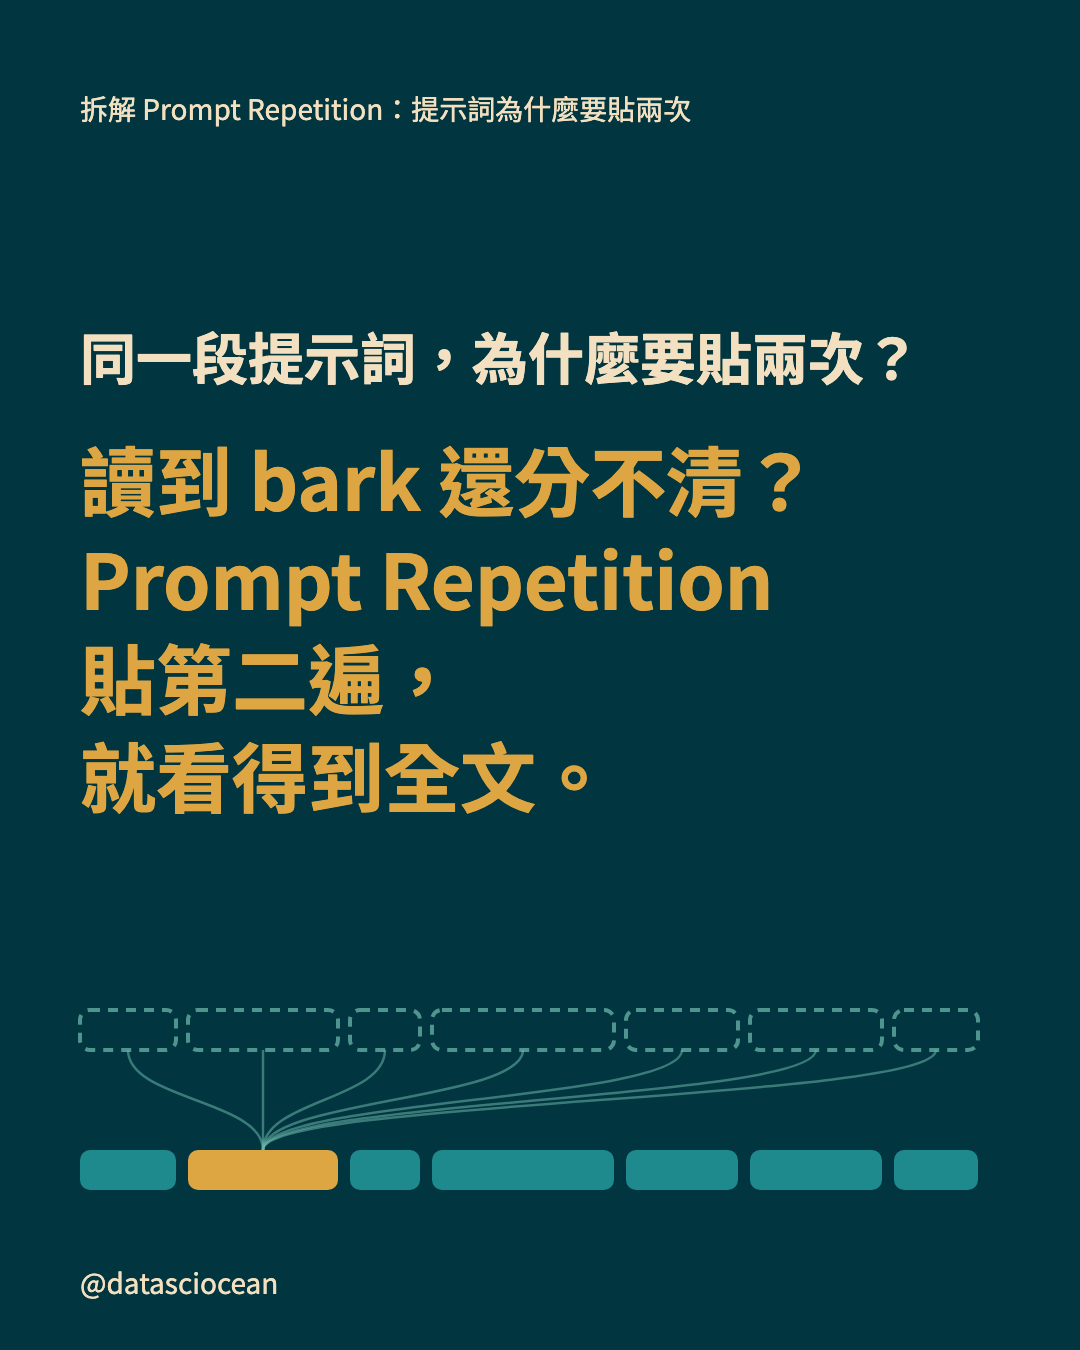 拆解 Prompt Repetition：提示詞為什麼要貼兩次
同一段提示詞，為什麼要貼兩次？
讀到 bark 還分不清？
Prompt Repetition
貼第二遍，
就看得到全文。
@datasciocean